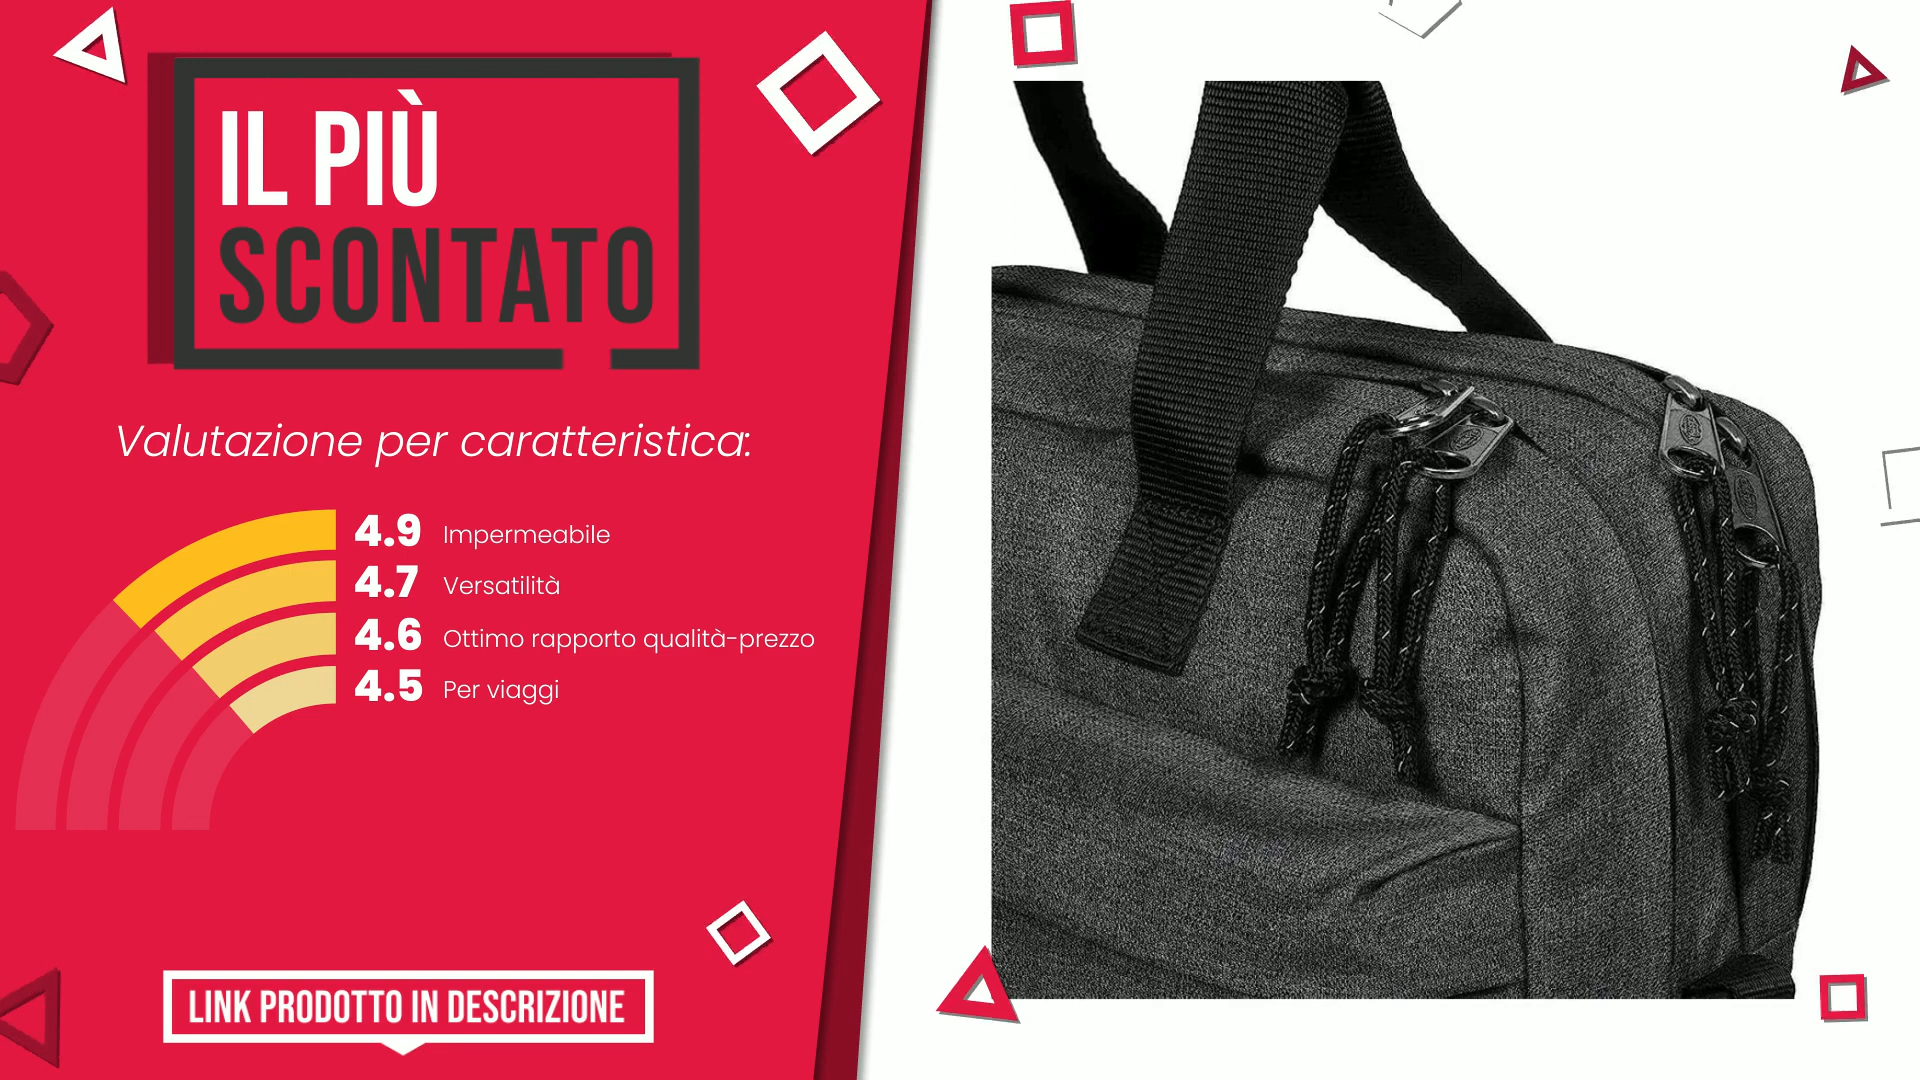 IL PIÙ
SCONTATO
Valutazione per caratteristica:
4.9 Impermeabile
4.7 Versatilità
4.6 Ottimo rapporto qualità-prezzo
4.5 Per viaggi
LINK PRODOTTO IN DESCRIZIONE